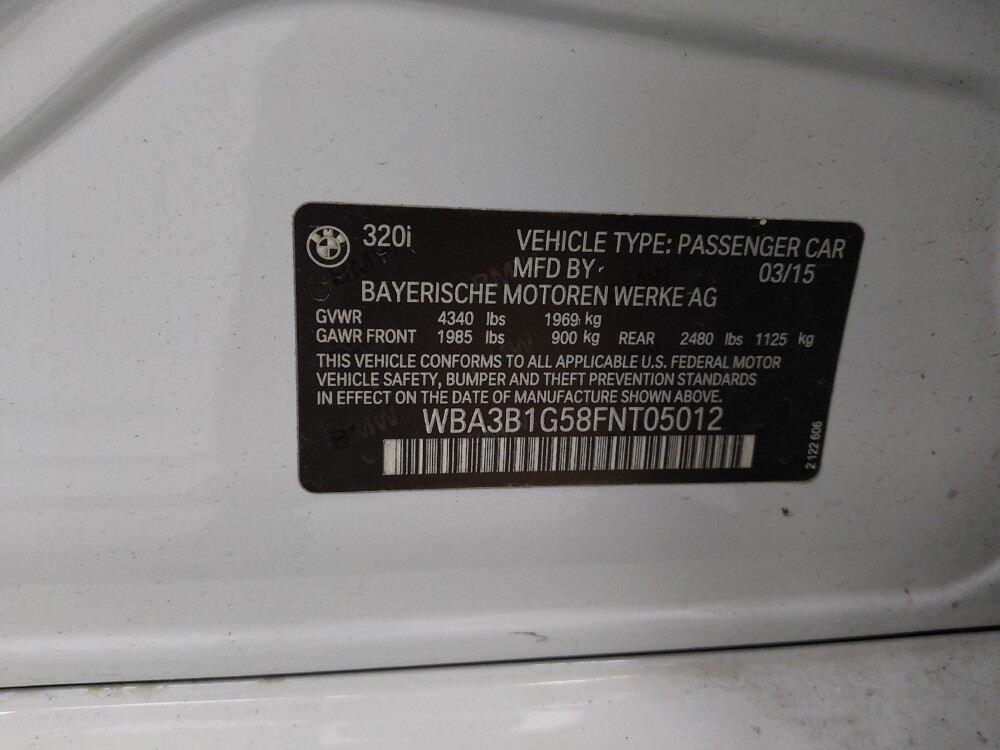 320i VEHICLE TYPE: PASSENGER CAR
MFD BY 03/15
BAYERISCHE MOTOREN WERKE AG
GVWR 4340 lbs 1969 kg
GAWR FRONT 1985 lbs 900 kg REAR 2480 lbs 1125 kg
THIS VEHICLE CONFORMS TO ALL APPLICABLE U.S. FEDERAL MOTOR
VEHICLE SAFETY, BUMPER AND THEFT PREVENTION STANDARDS
IN EFFECT ON THE DATE OF MANUFACTURE SHOWN ABOVE.
WBA3B1G58FNT05012
2 122 606